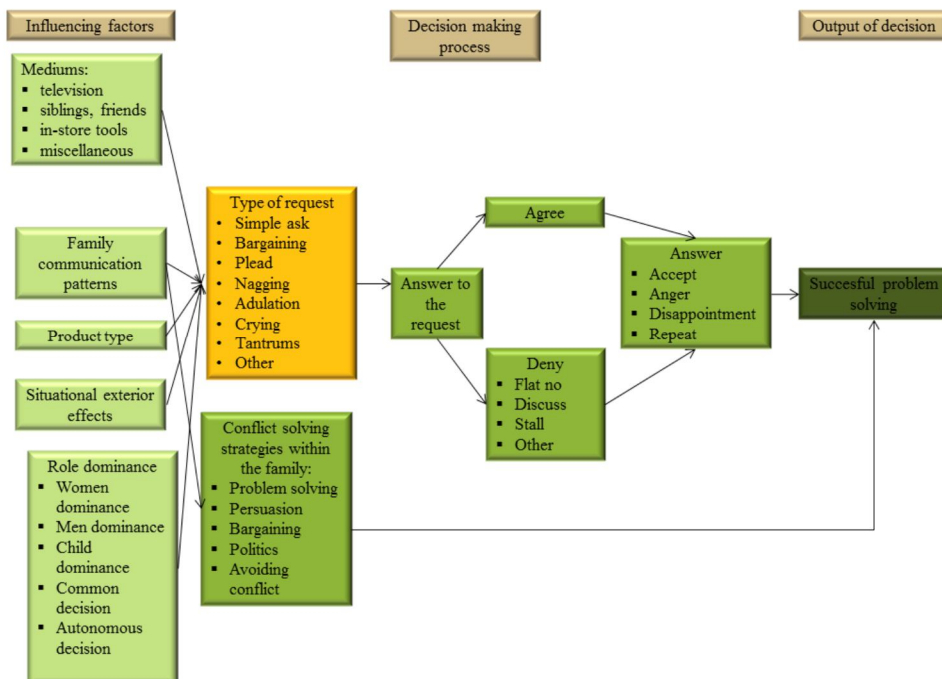 Influencing factors
Decision making
process
Output of decision
Mediums:
▪ television
▪ siblings, friends
▪ in-store tools
▪ miscellaneous
Family
communication
patterns
Product type
Situational exterior
effects
Role dominance
▪ Women
dominance
▪ Men dominance
▪ Child
dominance
▪ Common
decision
▪ Autonomous
decision
Type of request
• Simple ask
• Bargaining
• Plead
• Nagging
• Adulation
• Crying
• Tantrums
• Other
Conflict solving
strategies within
the family:
▪ Problem solving
▪ Persuasion
▪ Bargaining
▪ Politics
▪ Avoiding
conflict
Answer to
the
request
Agree
Deny
▪ Flat no
▪ Discuss
▪ Stall
▪ Other
Answer
▪ Accept
▪ Anger
▪ Disappointment
▪ Repeat
Succesful problem
solving